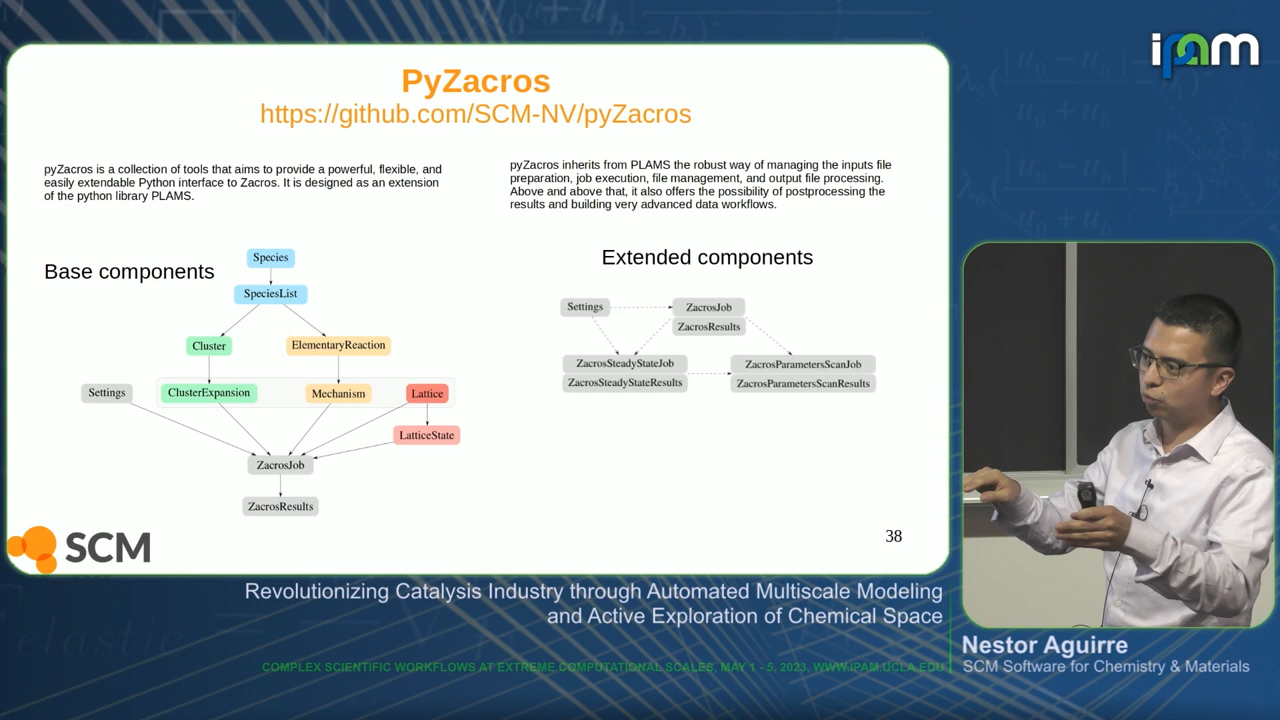 ipam
PyZacros
https://github.com/SCM-NV/pyZacros
pyZacros is a collection of tools that aims to provide a powerful, flexible, and
easily extendable Python interface to Zacros. It is designed as an extension
of the python library PLAMS.
pyZacros inherits from PLAMS the robust way of managing the inputs file
preparation, job execution, file management, and output file processing.
Above and above that, it also offers the possibility of postprocessing the
results and building very advanced data workflows.
Base components
Species
SpeciesList
Cluster
ElementaryReaction
Settings
ClusterExpansion
Mechanism
Lattice
LatticeState
ZacrosJob
ZacrosResults
Extended components
Settings
ZacrosJob
ZacrosResults
ZacrosSteadyStateJob
ZacrosSteadyStateResults
ZacrosParametersScanJob
ZacrosParametersScanResults
SCM
38
Revolutionizing Catalysis Industry through Automated Multiscale Modeling
and Active Exploration of Chemical Space
Nestor Aguirre
SCM Software for Chemistry & Materials
COMPLEX SCIENTIFIC WORKFLOWS AT EXTREME COMPUTATIONAL SCALES, MAY 1 - 5, 2023, WWW.IPAM.UCLA.EDU
elastic